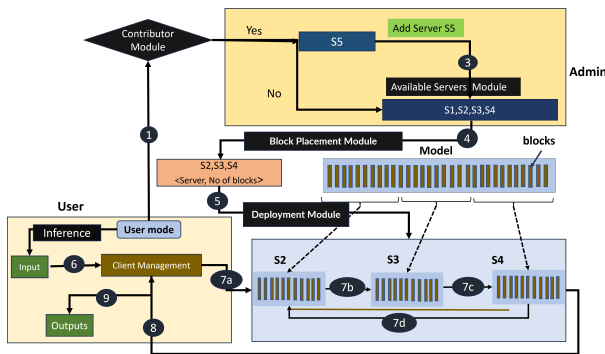 Contributor
Module
Yes
No
S5
Add Server S5
3
Admin
Available Servers Module
S1,S2,S3,S4
1
4
Block Placement Module
Model
blocks
S2,S3,S4
<Server, No of blocks>
5
Deployment Module
User
Inference
User mode
Input
6
Client Management
7a
9
Outputs
8
S2
S3
S4
7b
7c
7d